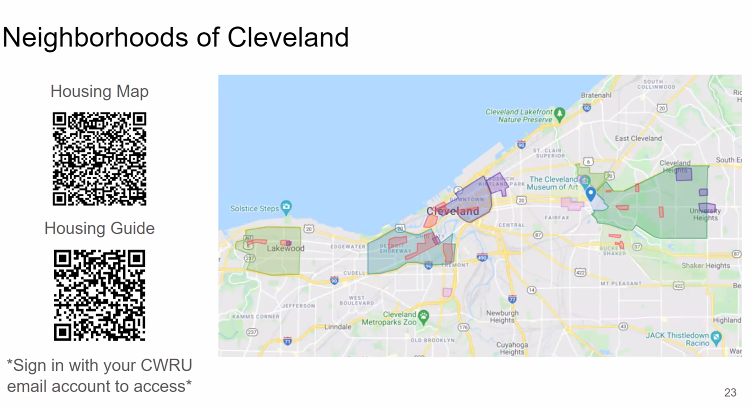 Neighborhoods of Cleveland
Housing Map
Housing Guide
*Sign in with your CWRU
email account to access*
SOUTH -
COLLINWOOD
Bratenahl
Cleveland Lakefront
Nature Preserve
East Cleveland
ST. CLAIR
SUPERIOR
Cleveland
Heights
South E
The Cleveland
Museum of Art
DOWNTOWN
Cleveland
Solstice Steps
CENTRAL
FAIRFAX
University
Heights
Lakewood
EDGEWATER
DETROIT
SHOREWAY
CUDELL
TREMONT
SHAKER
Shaker Heights
MT. PLEASANT
JEFFERSON
WEST
BOULEVARD
KAMMS CORNER
Linndale
Cleveland
Metroparks Zoo
OLD BROOKLYN
Newburgh
Heights
Cuyahoga
Heights
Highland
JACK Thistledown
Racino
23